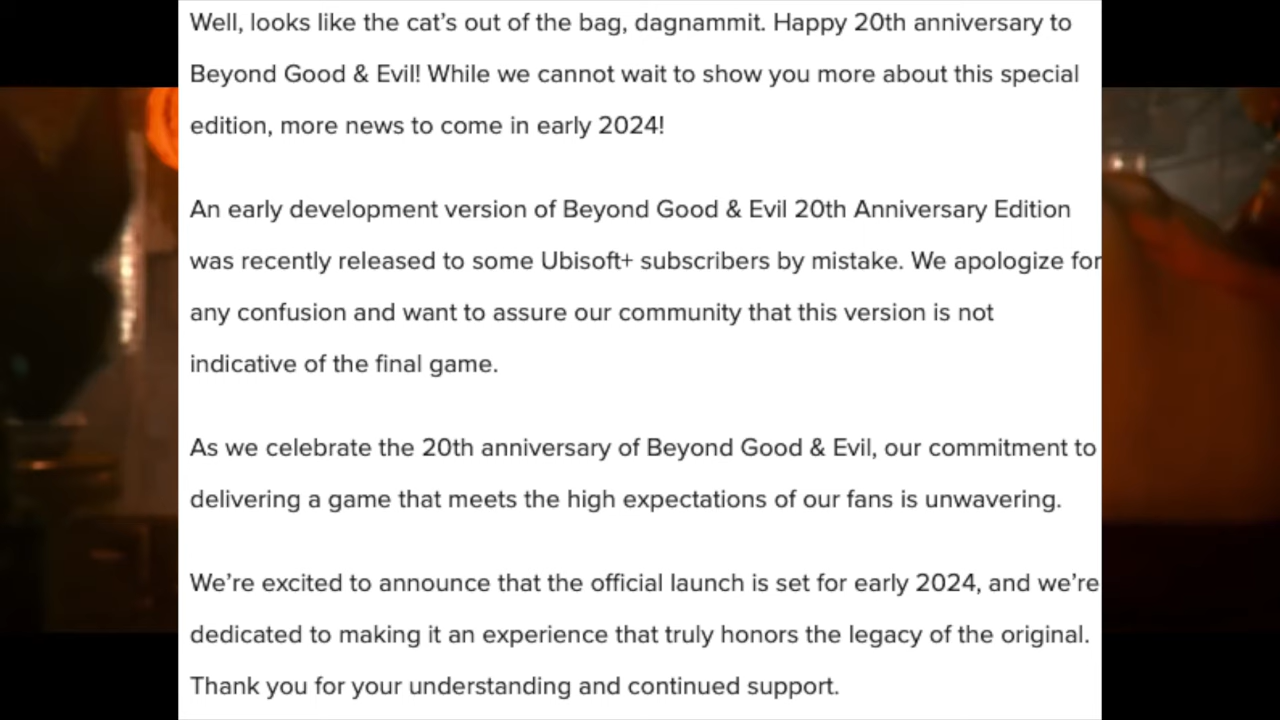 Well, looks like the cat’s out of the bag, dagnammit. Happy 20th anniversary to
Beyond Good & Evil! While we cannot wait to show you more about this special
edition, more news to come in early 2024!
An early development version of Beyond Good & Evil 20th Anniversary Edition
was recently released to some Ubisoft+ subscribers by mistake. We apologize for
any confusion and want to assure our community that this version is not
indicative of the final game.
As we celebrate the 20th anniversary of Beyond Good & Evil, our commitment to
delivering a game that meets the high expectations of our fans is unwavering.
We’re excited to announce that the official launch is set for early 2024, and we’re
dedicated to making it an experience that truly honors the legacy of the original.
Thank you for your understanding and continued support.